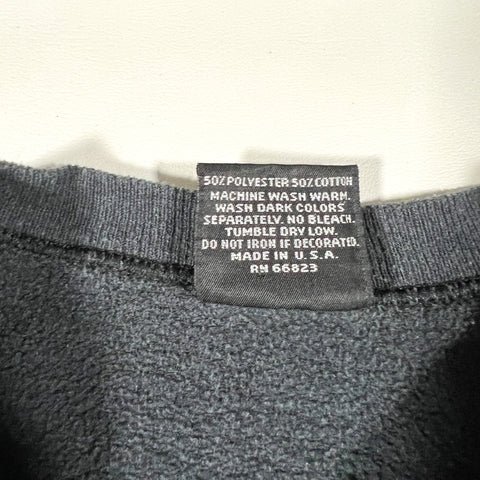 50% POLYESTER 50% COTTON
MACHINE WASH WARM.
WASH DARK COLORS
SEPARATELY. NO BLEACH.
TUMBLE DRY LOW.
DO NOT IRON IF DECORATED.
MADE IN U.S.A.
RN 66823